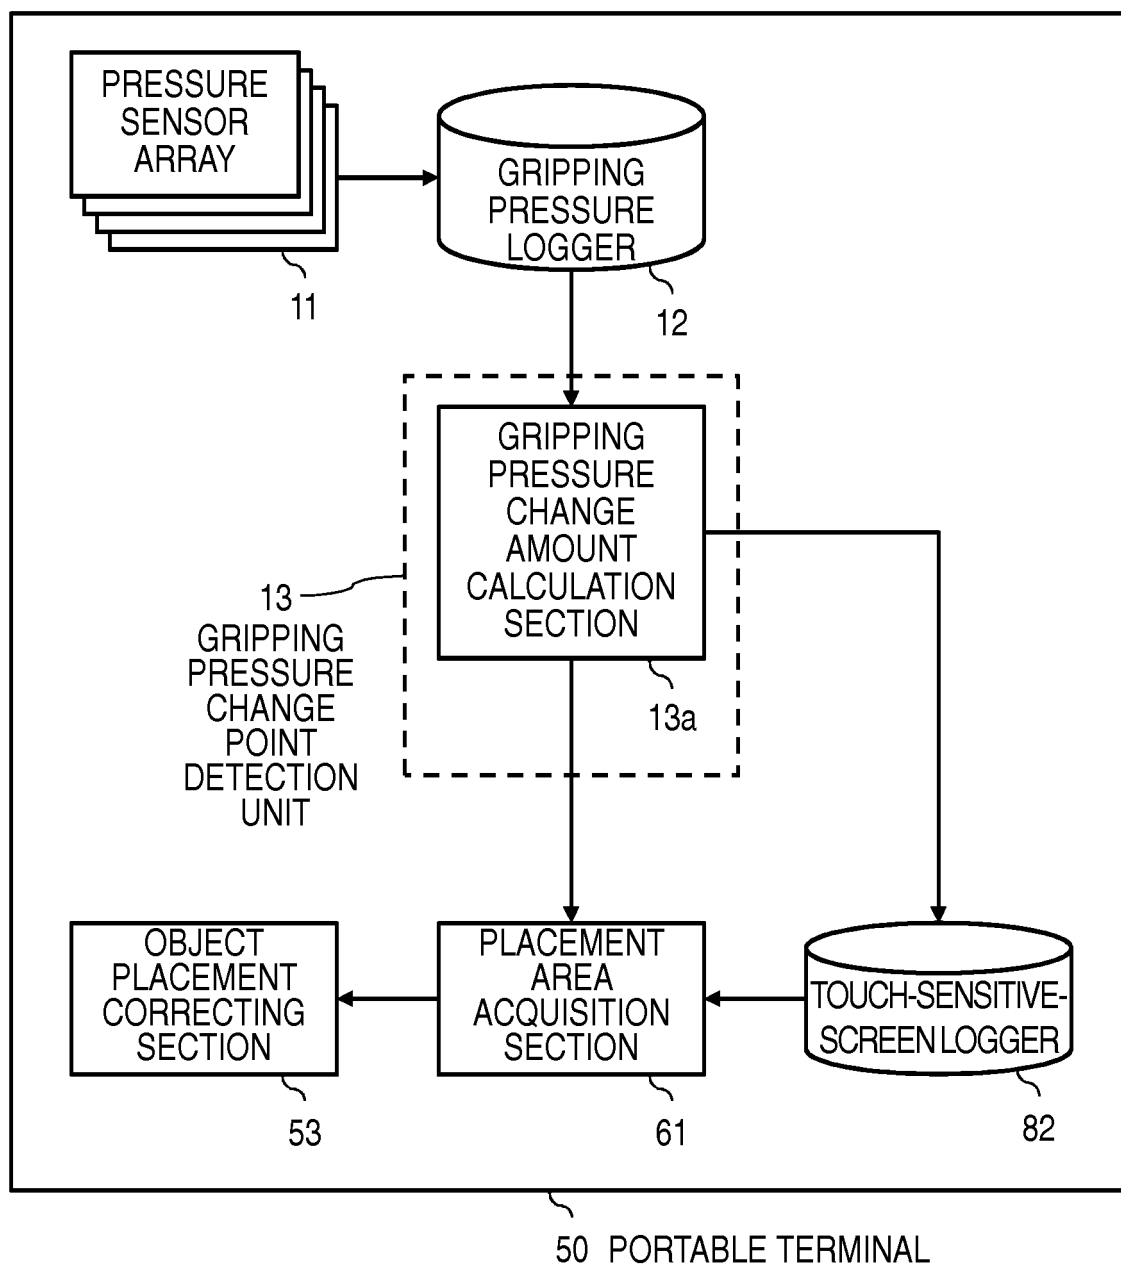 PRESSURE
SENSOR
ARRAY
11
GRIPPING
PRESSURE
LOGGER
12
GRIPPING
PRESSURE
CHANGE
AMOUNT
CALCULATION
SECTION
13a
13
GRIPPING
PRESSURE
CHANGE
POINT
DETECTION
UNIT
OBJECT
PLACEMENT
CORRECTING
SECTION
53
PLACEMENT
AREA
ACQUISITION
SECTION
61
TOUCH-SENSITIVE-
SCREEN LOGGER
82
50 PORTABLE TERMINAL